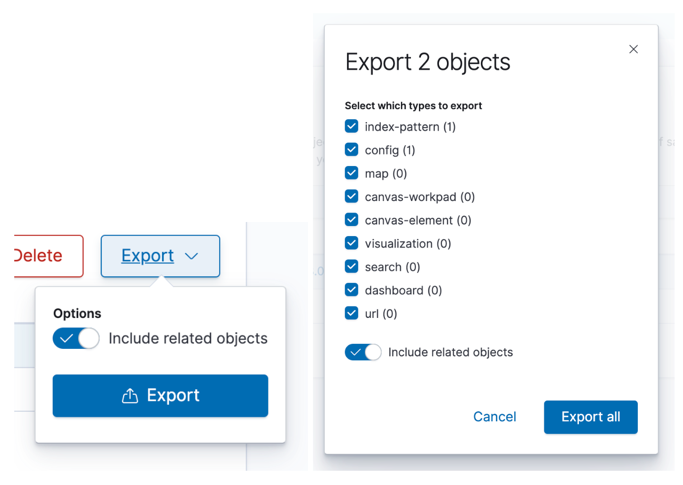 Delete
Export
Options
Include related objects
Export
Export 2 objects
Select which types to export
index-pattern (1)
config (1)
map (0)
canvas-workpad (0)
canvas-element (0)
visualization (0)
search (0)
dashboard (0)
url (0)
Include related objects
Cancel
Export all